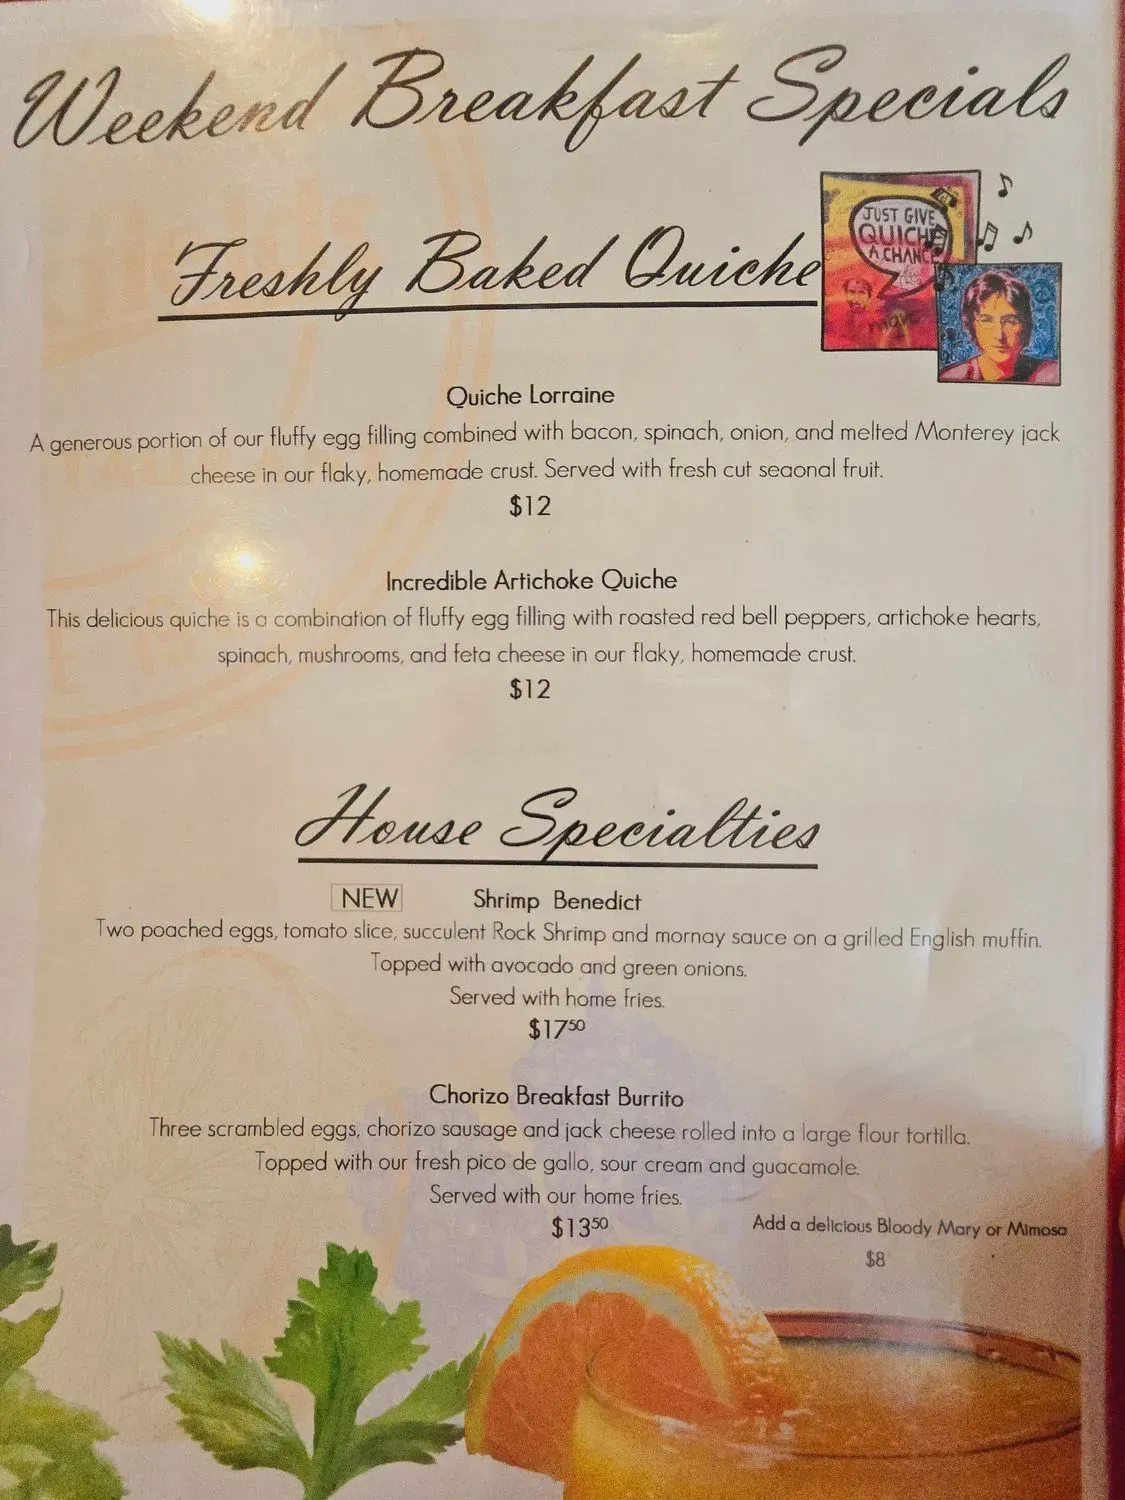 Weekend Breakfast Specials
JUST GIVE
QUICHE
A CHANCE
Freshly Baked Quiche
Quiche Lorraine
A generous portion of our fluffy egg filling combined with bacon, spinach, onion, and melted Monterey jack
cheese in our flaky, homemade crust. Served with fresh cut seaonal fruit.
$12
Incredible Artichoke Quiche
This delicious quiche is a combination of fluffy egg filling with roasted red bell peppers, artichoke hearts,
spinach, mushrooms, and feta cheese in our flaky, homemade crust.
$12
House Specialties
NEW Shrimp Benedict
Two poached eggs, tomato slice, succulent Rock Shrimp and mornay sauce on a grilled English muffin.
Topped with avocado and green onions.
Served with home fries.
$17⁵⁰
Chorizo Breakfast Burrito
Three scrambled eggs, chorizo sausage and jack cheese rolled into a large flour tortilla.
Topped with our fresh pico de gallo, sour cream and guacamole.
Served with our home fries.
$13⁵⁰
Add a delicious Bloody Mary or Mimosa
$8